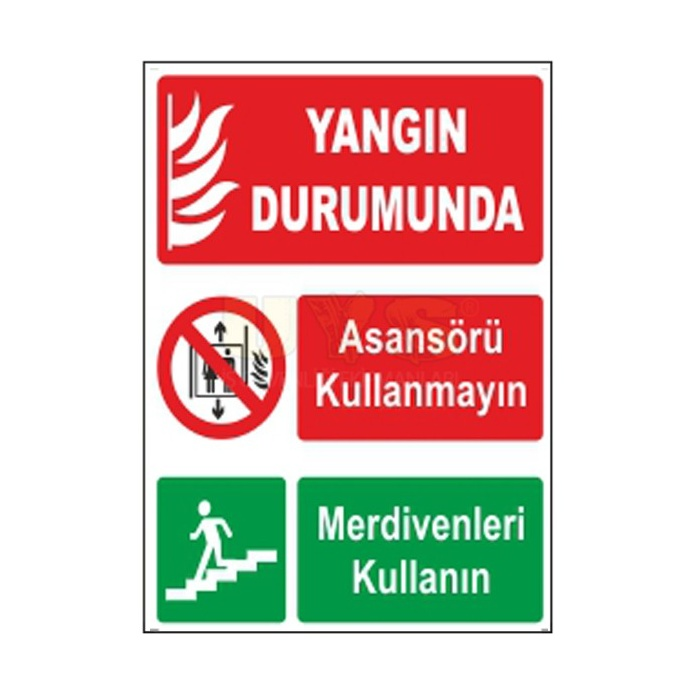 YANGIN
DURUMUNDA
Asansörü
Kullanmayın
Merdivenleri
Kullanın